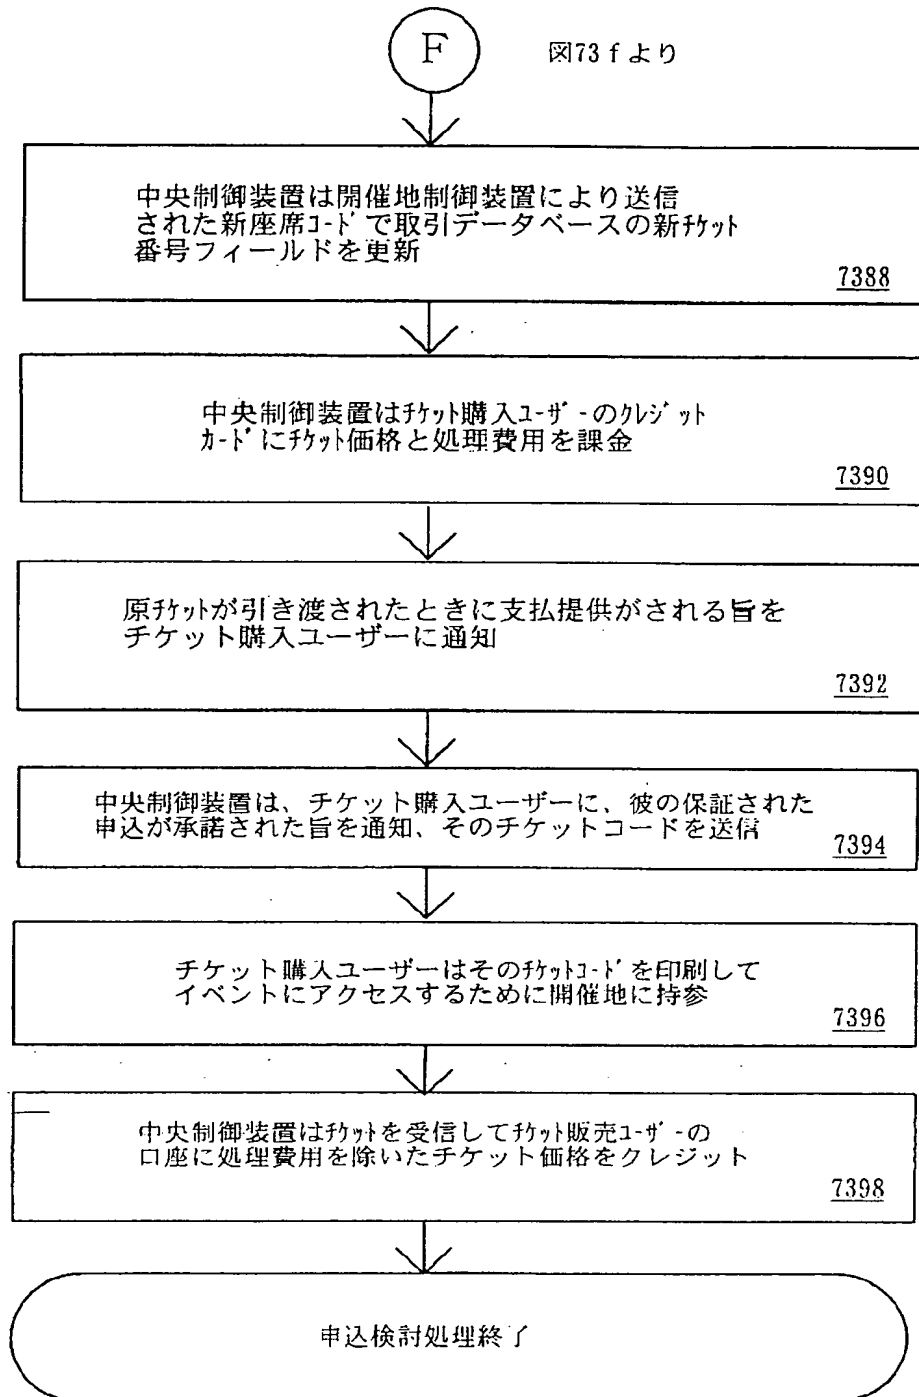 F
図73fより
中央制御装置は開催地制御装置により送信
された新座席ｺｰﾄﾞで取引データベースの新ﾁｹｯﾄ
番号フィールドを更新
7388
中央制御装置はﾁｹｯﾄ購入ﾕｰｻﾞｰのｸﾚｼﾞｯﾄ
ｶｰﾄﾞにﾁｹｯﾄ価格と処理費用を課金
7390
原ﾁｹｯﾄが引き渡されたときに支払提供がされる旨を
チケット購入ユーザーに通知
7392
中央制御装置は、チケット購入ユーザーに、彼の保証された
申込が承諾された旨を通知、そのチケットコードを送信
7394
チケット購入ユーザーはそのﾁｹｯﾄｺｰﾄﾞを印刷して
イベントにアクセスするために開催地に持参
7396
中央制御装置はﾁｹｯﾄを受信してﾁｹｯﾄ販売ﾕｰｻﾞｰの
口座に処理費用を除いたチケット価格をクレジット
7398
申込検討処理終了